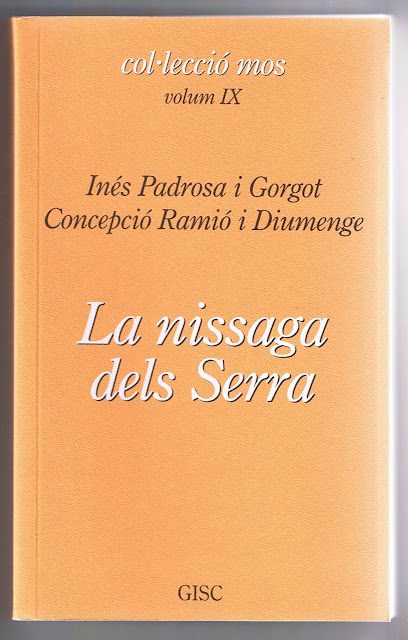 col·lecció mos
volum IX
Inés Padrosa i Gorgot
Concepció Ramió i Diumenge
La nissaga
dels Serra
GISC